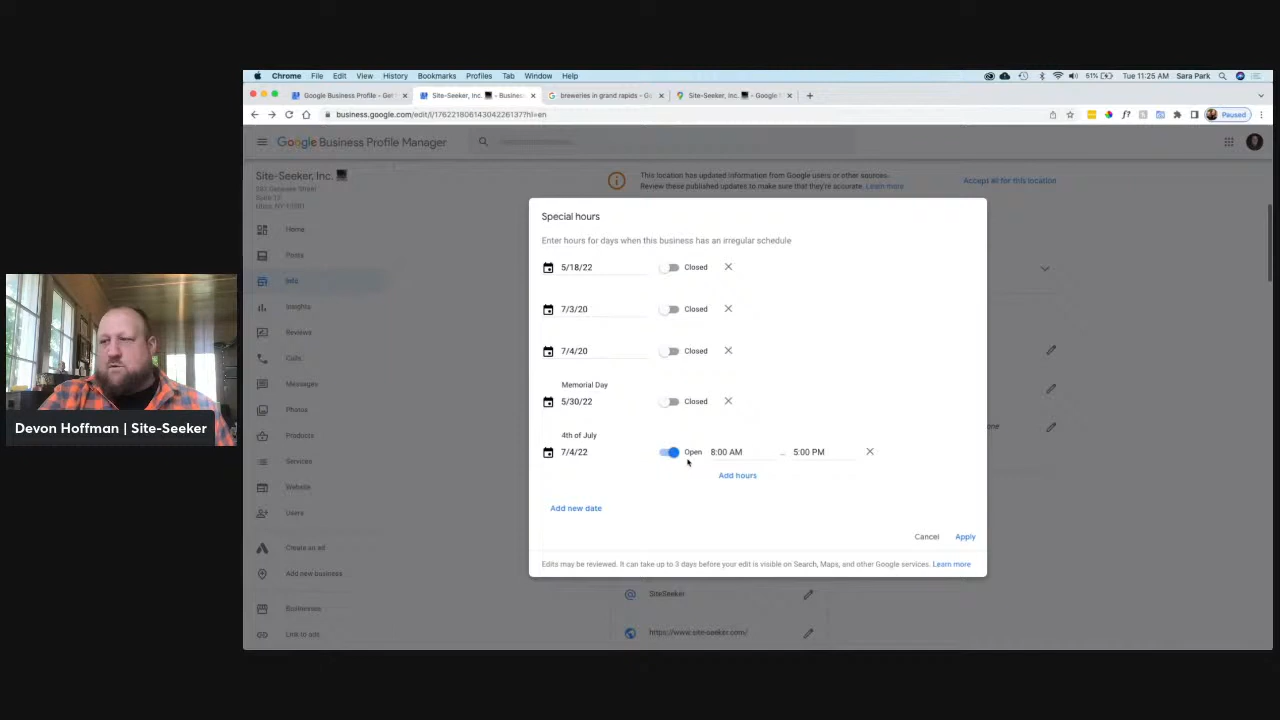 Chrome File Edit View History Bookmarks Profiles Tab Window Help
61% Tue 11:25 AM Sara Park
Google Business Profile - Get
Site-Seeker, Inc. - Busines
breweries in grand rapids - G
Site-Seeker, Inc. - Google
business.google.com/edit/l/17622180614304226137?hl=en
Paused
Google Business Profile Manager
Site-Seeker, Inc.
This location has updated information from Google users or other sources.
Review these published updates to make sure that they're accurate. Learn more
Accept all for this location
Home
Posts
Info
Insights
Reviews
Calls
Messages
Photos
Products
Services
Website
Users
Create an ad
Add new business
Businesses
Link to ads
Special hours
Enter hours for days when this business has an irregular schedule
5/18/22 Closed
7/3/20 Closed
7/4/20 Closed
Memorial Day
5/30/22 Closed
4th of July
7/4/22 Open 8:00 AM – 5:00 PM
Add hours
Add new date
Cancel Apply
Edits may be reviewed. It can take up to 3 days before your edit is visible on Search, Maps, and other Google services. Learn more
SiteSeeker
https://www.site-seeker.com/
Devon Hoffman | Site-Seeker